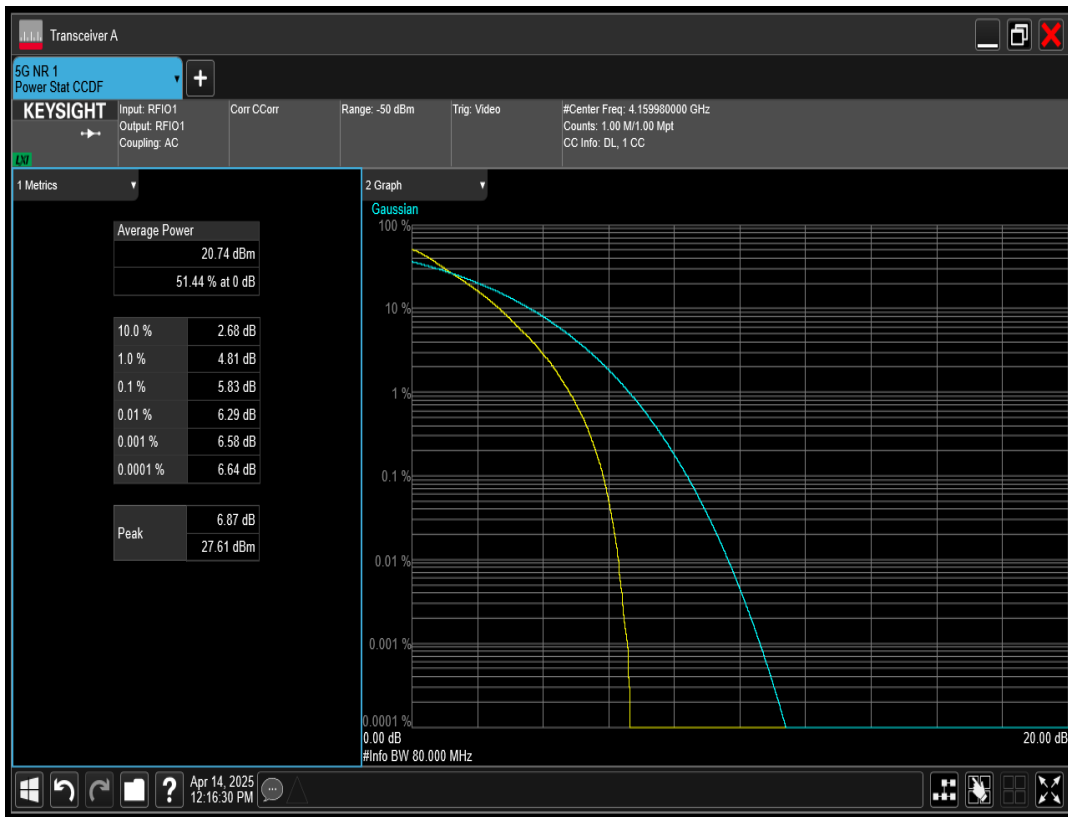 Transceiver A
5G NR 1
Power Stat CCDF
+
KEYSIGHT
LXI
Input: RFIO1
Output: RFIO1
Coupling: AC
Corr CCorr
Range: -50 dBm
Trig: Video
#Center Freq: 4.159980000 GHz
Counts: 1.00 M/1.00 Mpt
CC Info: DL, 1 CC
1 Metrics
Average Power
20.74 dBm
51.44 % at 0 dB
10.0 % 2.68 dB
1.0 % 4.81 dB
0.1 % 5.83 dB
0.01 % 6.29 dB
0.001 % 6.58 dB
0.0001 % 6.64 dB
Peak 6.87 dB
27.61 dBm
2 Graph
Gaussian
100 %
10 %
1 %
0.1 %
0.01 %
0.001 %
0.0001 %
0.00 dB 20.00 dB
#Info BW 80.000 MHz
?
Apr 14, 2025
12:16:30 PM